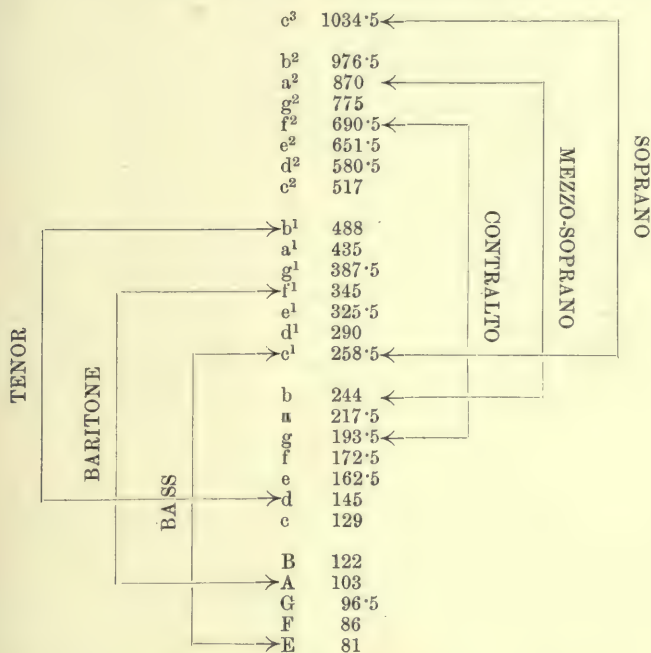 c³ 1034·5
b² 976·5
a² 870
g² 775
f² 690·5
e² 651·5
d² 580·5
c² 517
b¹ 488
a¹ 435
g¹ 387·5
f¹ 345
e¹ 325·5
d¹ 290
c¹ 258·5
b 244
a 217·5
g 193·5
f 172·5
e 162·5
d 145
c 129
B 122
A 103
G 96·5
F 86
E 81
TENOR
BARITONE
BASS
CONTRALTO
MEZZO-SOPRANO
SOPRANO